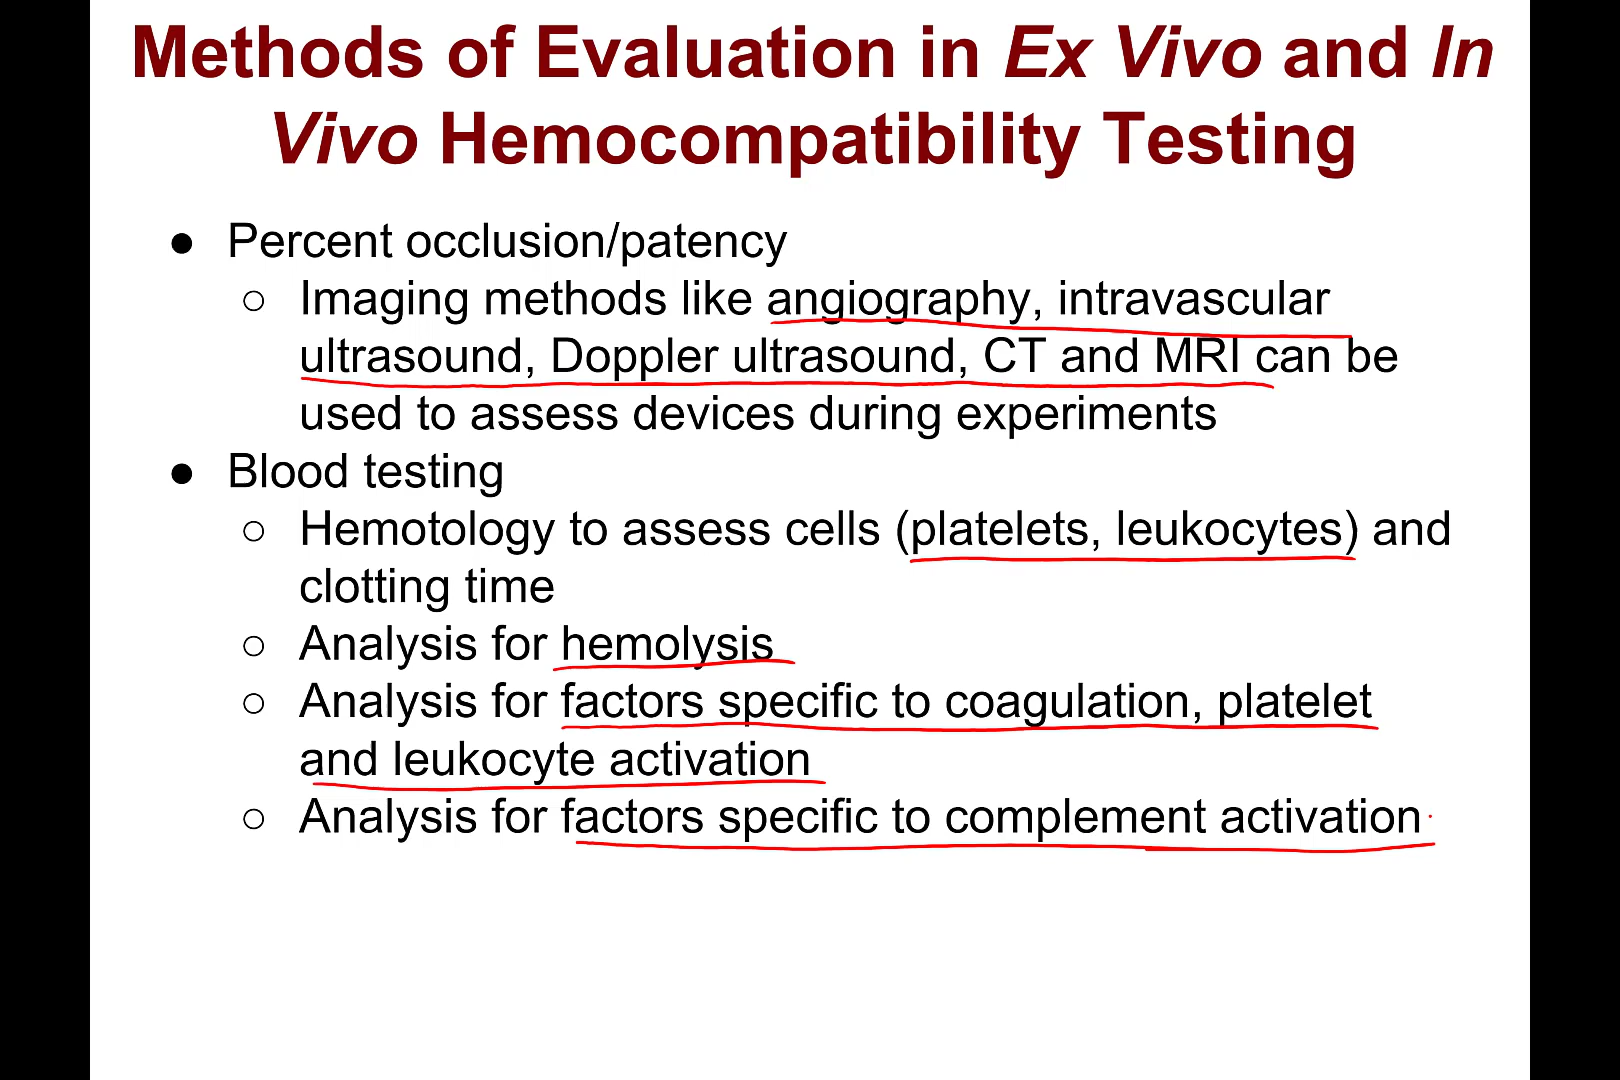 Methods of Evaluation in Ex Vivo and In
Vivo Hemocompatibility Testing
● Percent occlusion/patency
○ Imaging methods like angiography, intravascular
ultrasound, Doppler ultrasound, CT and MRI can be
used to assess devices during experiments
● Blood testing
○ Hemotology to assess cells (platelets, leukocytes) and
clotting time
○ Analysis for hemolysis
○ Analysis for factors specific to coagulation, platelet
and leukocyte activation
○ Analysis for factors specific to complement activation